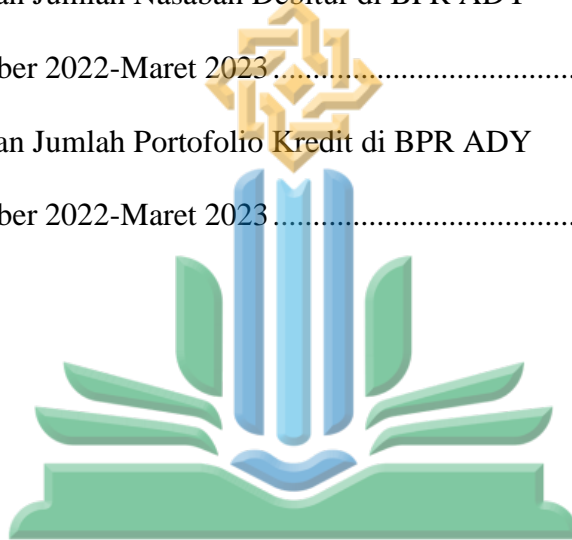 an Jumlah Nasabah Debitur di BPR ADY
ber 2022-Maret 2023 ......................................
an Jumlah Portofolio Kredit di BPR ADY
ber 2022-Maret 2023 ......................................